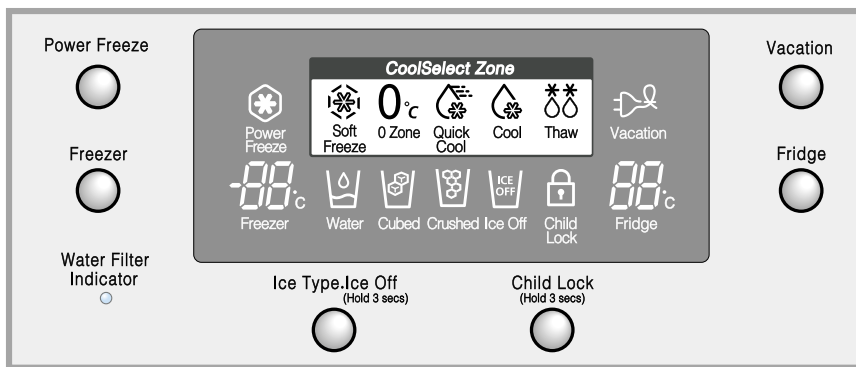 Power Freeze
Vacation
CoolSelect Zone
0°C
Power
Freeze
Soft
Freeze
0 Zone
Quick
Cool
Cool
Thaw
Vacation
Freezer
Fridge
-88°C
ICE
OFF
88°C
Freezer
Water
Cubed
Crushed
Ice Off
Child
Lock
Fridge
Water Filter
Indicator
Ice Type.Ice Off
(Hold 3 secs)
Child Lock
(Hold 3 secs)